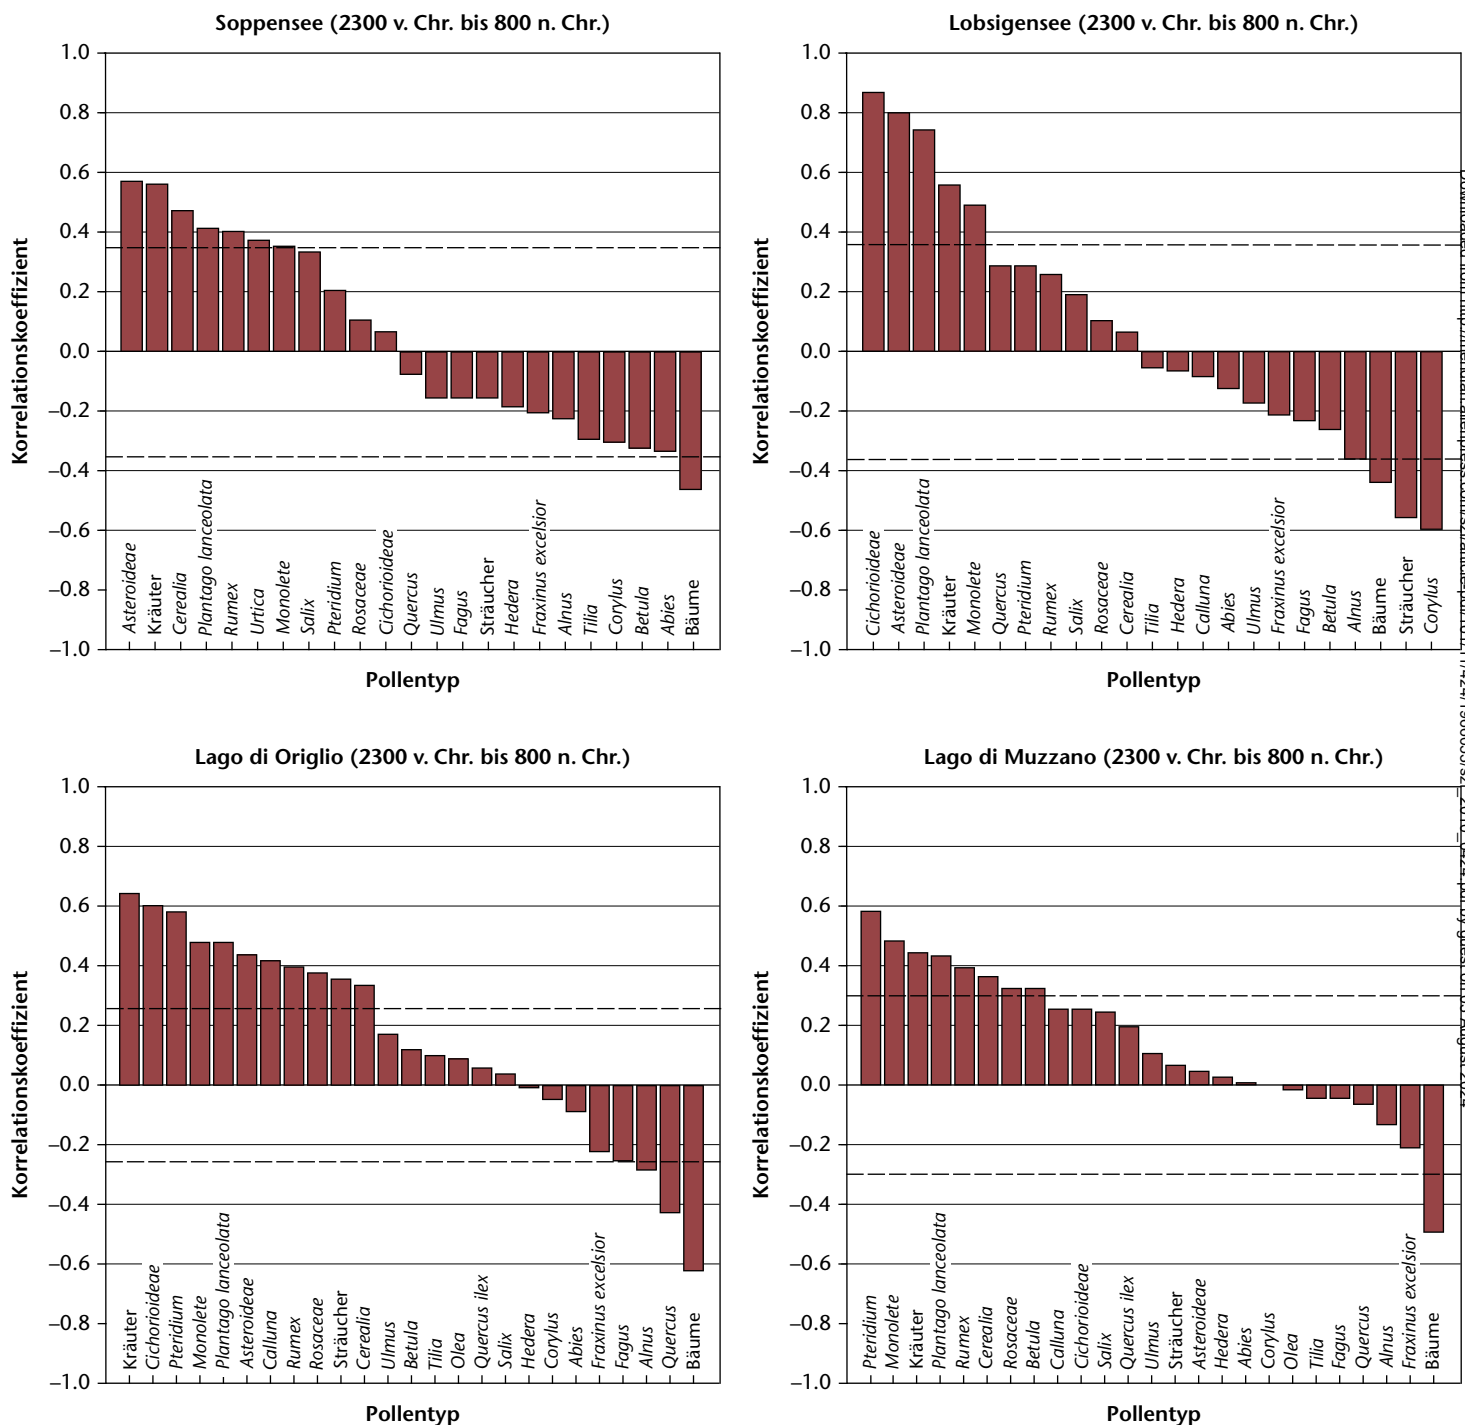 Soppensee (2300 v. Chr. bis 800 n. Chr.)
1.0
0.8
0.6
0.4
0.2
0.0
–0.2
–0.4
–0.6
–0.8
–1.0
Korrelationskoeffizient
Asteroideae
Kräuter
Cerealia
Plantago lanceolata
Rumex
Urtica
Monolete
Salix
Pteridium
Rosaceae
Cichorioideae
Quercus
Ulmus
Fagus
Sträucher
Hedera
Fraxinus excelsior
Alnus
Tilia
Corylus
Betula
Abies
Bäume
Pollentyp
Lobsigensee (2300 v. Chr. bis 800 n. Chr.)
1.0
0.8
0.6
0.4
0.2
0.0
–0.2
–0.4
–0.6
–0.8
–1.0
Korrelationskoeffizient
Cichorioideae
Asteroideae
Plantago lanceolata
Kräuter
Monolete
Quercus
Pteridium
Rumex
Salix
Rosaceae
Cerealia
Tilia
Hedera
Calluna
Abies
Ulmus
Fraxinus excelsior
Fagus
Betula
Alnus
Bäume
Sträucher
Corylus
Pollentyp
Lago di Origlio (2300 v. Chr. bis 800 n. Chr.)
1.0
0.8
0.6
0.4
0.2
0.0
–0.2
–0.4
–0.6
–0.8
–1.0
Korrelationskoeffizient
Kräuter
Cichorioideae
Pteridium
Monolete
Plantago lanceolata
Asteroideae
Calluna
Rumex
Rosaceae
Sträucher
Cerealia
Ulmus
Betula
Tilia
Olea
Quercus ilex
Salix
Hedera
Corylus
Abies
Fraxinus excelsior
Fagus
Alnus
Quercus
Bäume
Pollentyp
Lago di Muzzano (2300 v. Chr. bis 800 n. Chr.)
1.0
0.8
0.6
0.4
0.2
0.0
–0.2
–0.4
–0.6
–0.8
–1.0
Korrelationskoeffizient
Pteridium
Monolete
Kräuter
Plantago lanceolata
Rumex
Cerealia
Rosaceae
Betula
Calluna
Cichorioideae
Salix
Quercus ilex
Ulmus
Sträucher
Asteroideae
Hedera
Abies
Corylus
Olea
Tilia
Fagus
Quercus
Alnus
Fraxinus excelsior
Bäume
Pollentyp